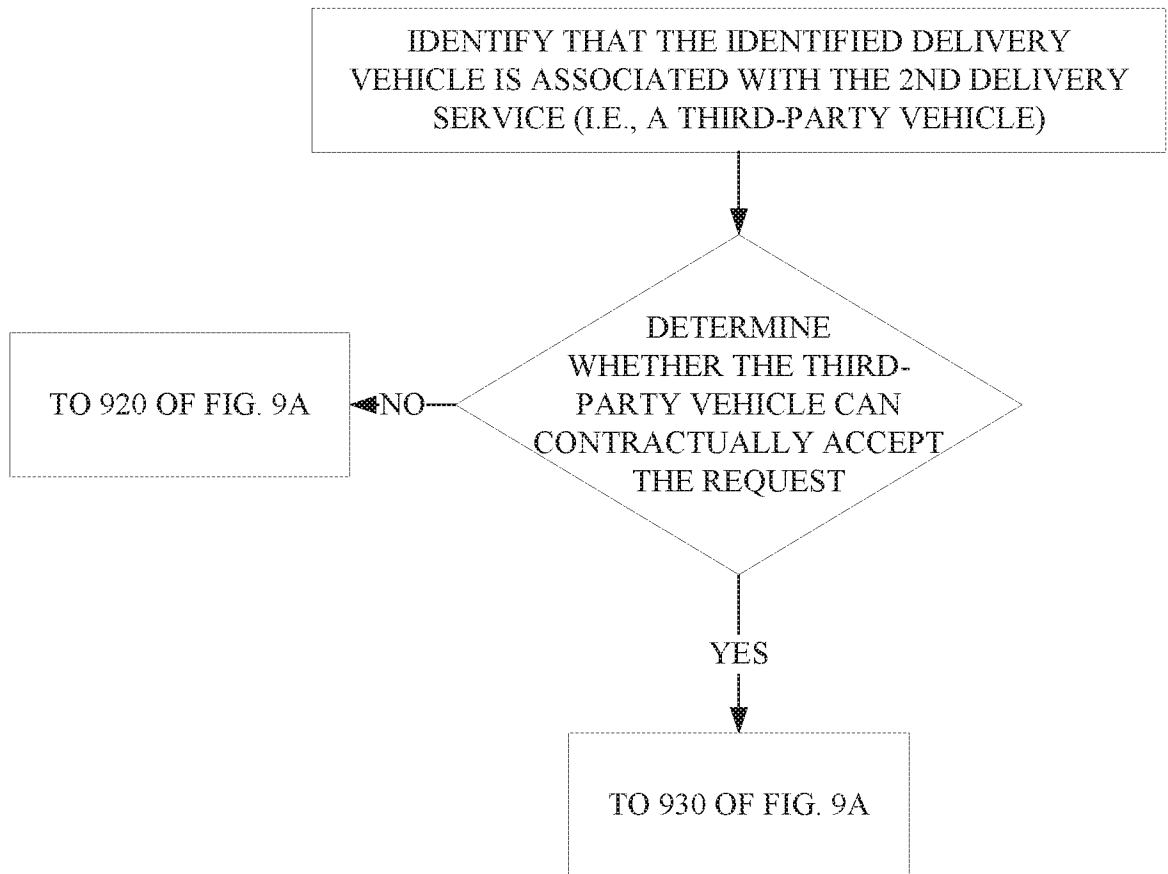 IDENTIFY THAT THE IDENTIFIED DELIVERY
VEHICLE IS ASSOCIATED WITH THE 2ND DELIVERY
SERVICE (I.E., A THIRD-PARTY VEHICLE)
DETERMINE
WHETHER THE THIRD-
PARTY VEHICLE CAN
CONTRACTUALLY ACCEPT
THE REQUEST
NO
TO 920 OF FIG. 9A
YES
TO 930 OF FIG. 9A